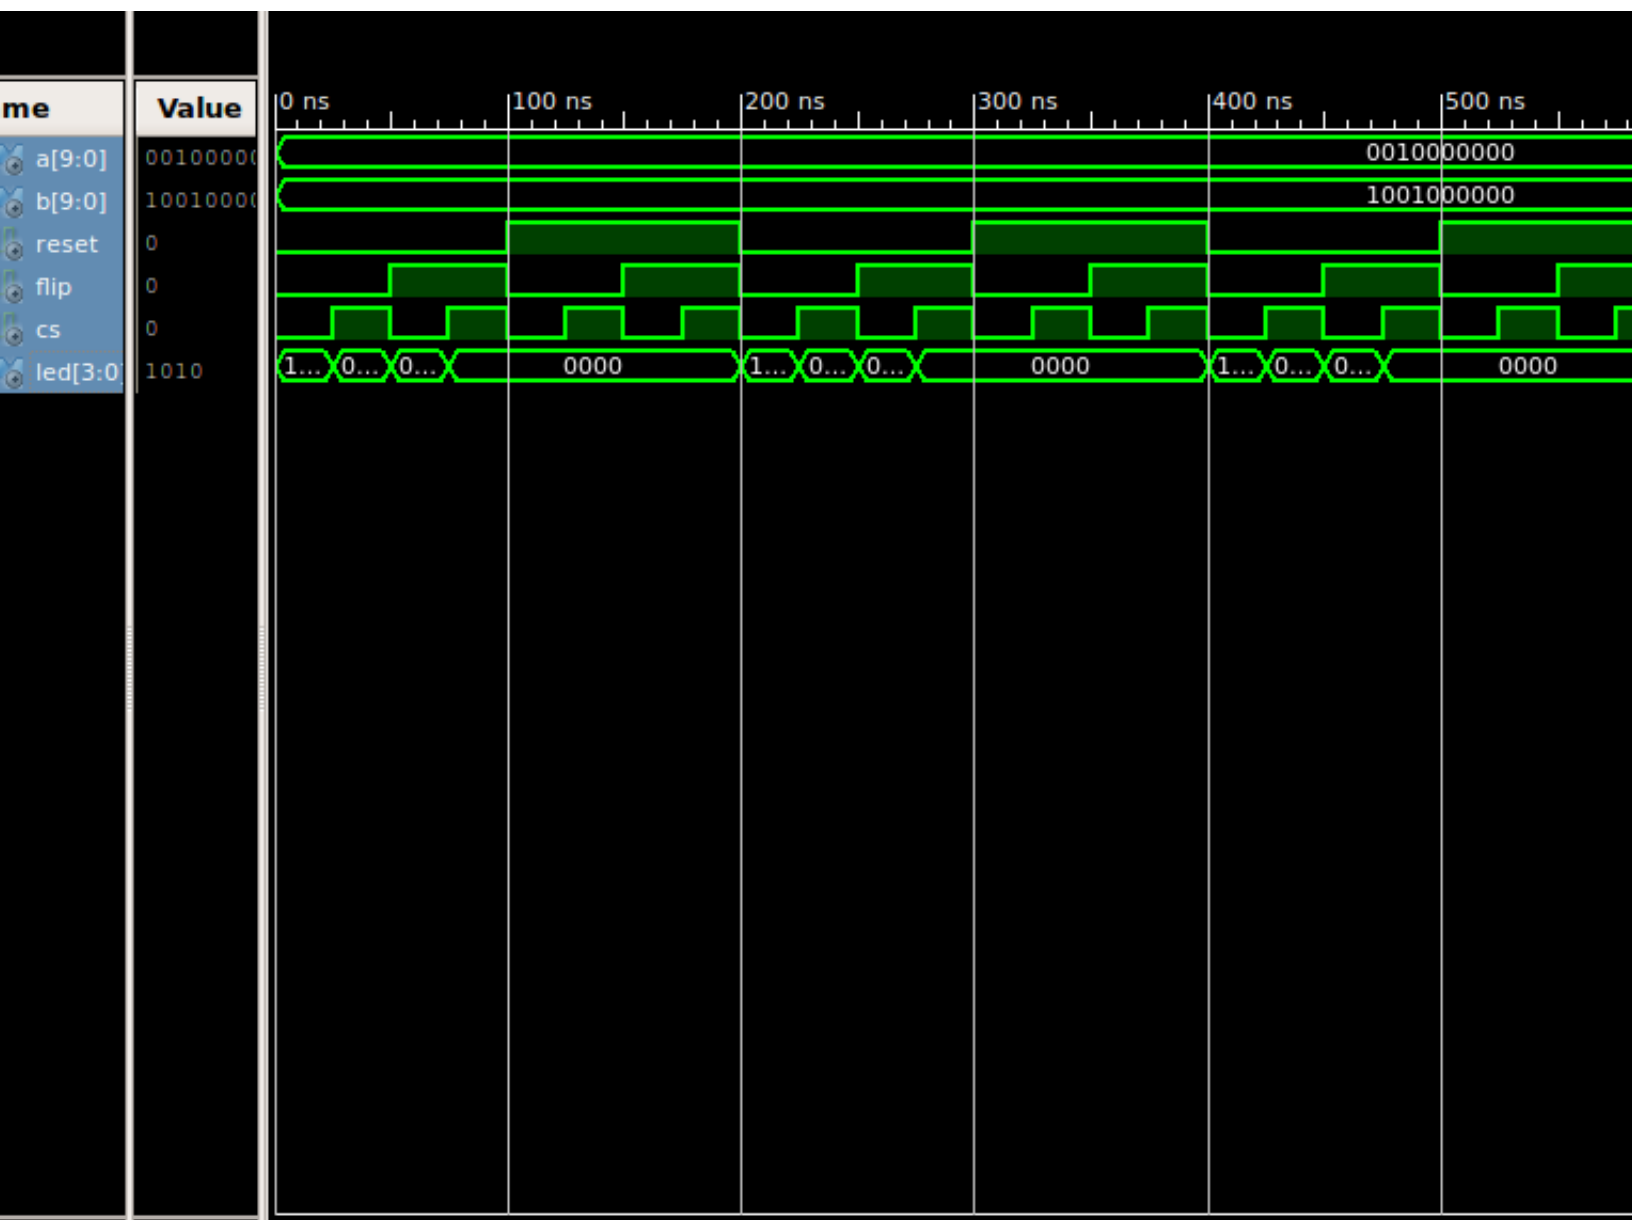 0 ns 100 ns 200 ns 300 ns 400 ns 500 ns
me Value
a[9:0] 00100000 0010000000
b[9:0] 10010000 1001000000
reset 0
flip 0
cs 0
led[3:0 1010 1... 0... 0... 0000 1... 0... 0... 0000 1... 0... 0... 0000